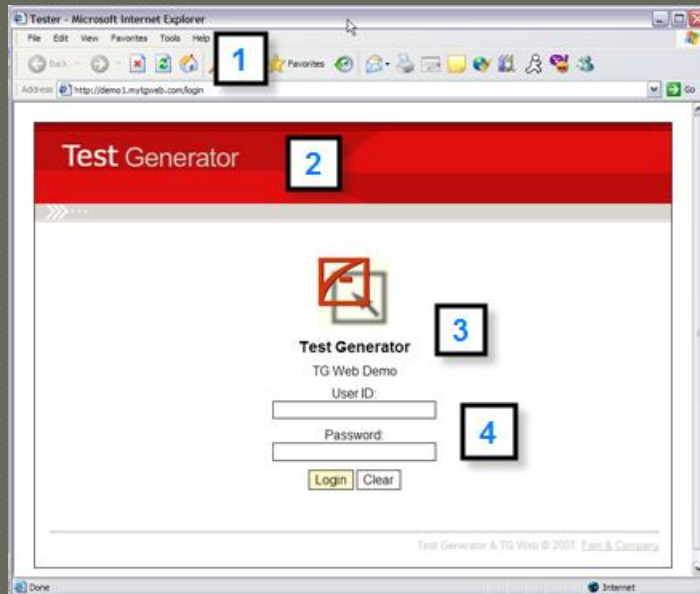 Tester - Microsoft Internet Explorer
File Edit View Favorites Tools Help
1
Back
Favorites
Address http://demo1.mytgweb.com/login
Go
Test Generator
2
3
Test Generator
TG Web Demo
User ID:
4
Password:
Login Clear
Test Generator & TG Web © 2007, Fain & Company
Done
Internet